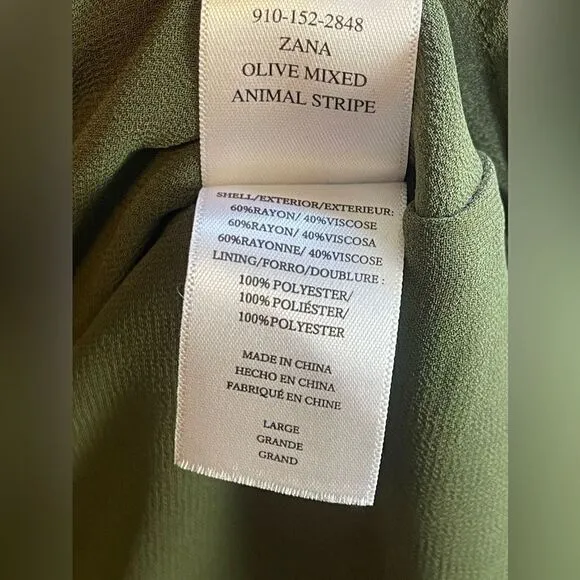 910-152-2848
ZANA
OLIVE MIXED
ANIMAL STRIPE
SHELL/EXTERIOR/EXTERIEUR:
60%RAYON/ 40%VISCOSE
60%RAYON/ 40%VISCOSA
60%RAYONNE/ 40%VISCOSE
LINING/FORRO/DOUBLURE :
100% POLYESTER/
100% POLIÉSTER/
100%POLYESTER
MADE IN CHINA
HECHO EN CHINA
FABRIQUÉ EN CHINE
LARGE
GRANDE
GRAND